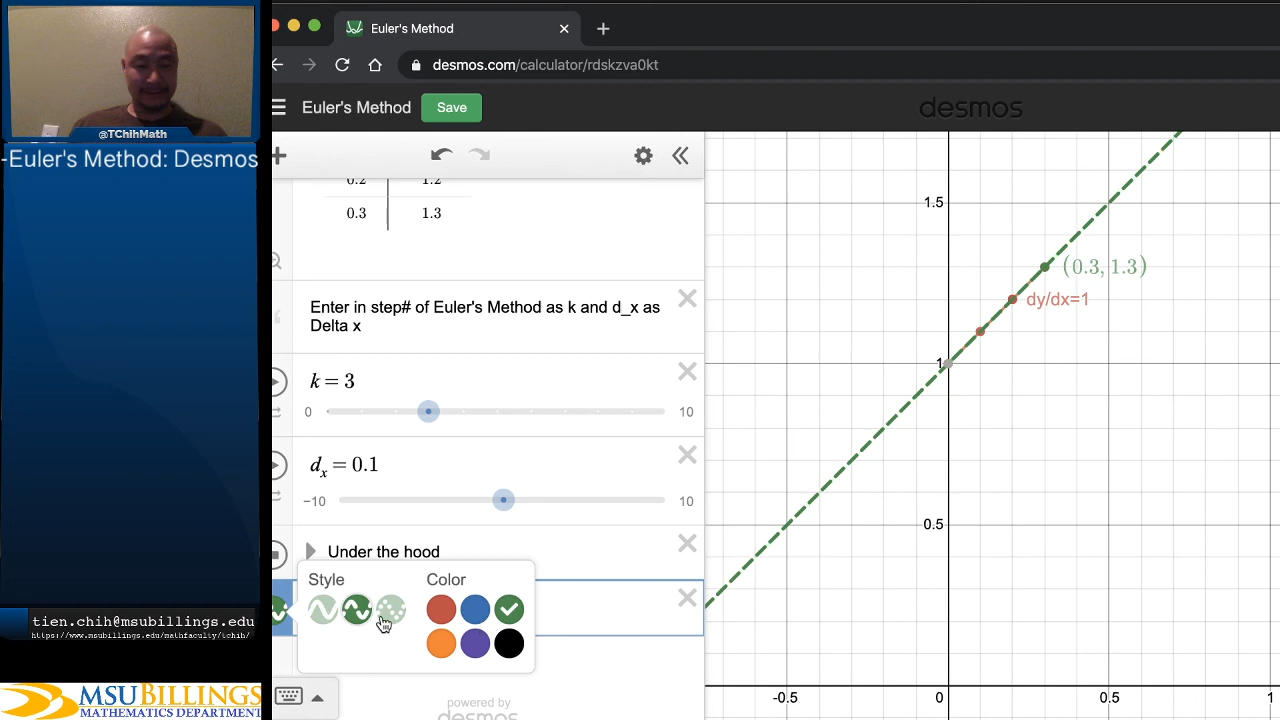 Euler's Method
desmos.com/calculator/rdskzva0kt
Euler's Method
Save
desmos
@TChihMath
-Euler's Method: Desmos
0.2 1.2
0.3 1.3
Enter in step# of Euler's Method as k and d_x as
Delta x
k = 3
0 10
dx = 0.1
−10 10
Under the hood
Style Color
powered by
desmos
1.5
1
0.5
-0.5
0
0.5
1
(0.3, 1.3)
dy/dx=1
tien.chih@msubillings.edu
https://www.msubillings.edu/mathfaculty/tchih/
MSUBILLINGS
MATHEMATICS DEPARTMENT